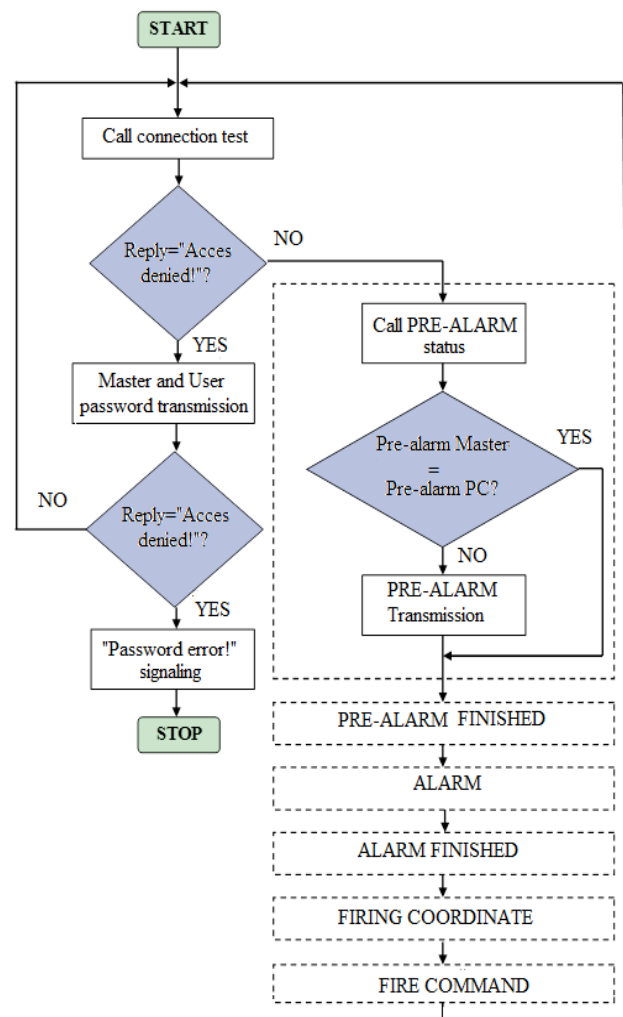 START
Call connection test
Reply="Acces
denied!"?
NO
YES
Master and User
password transmission
NO
Reply="Acces
denied!"?
YES
"Password error!"
signaling
STOP
Call PRE-ALARM
status
Pre-alarm Master
=
Pre-alarm PC?
YES
NO
PRE-ALARM
Transmission
PRE-ALARM FINISHED
ALARM
ALARM FINISHED
FIRING COORDINATE
FIRE COMMAND